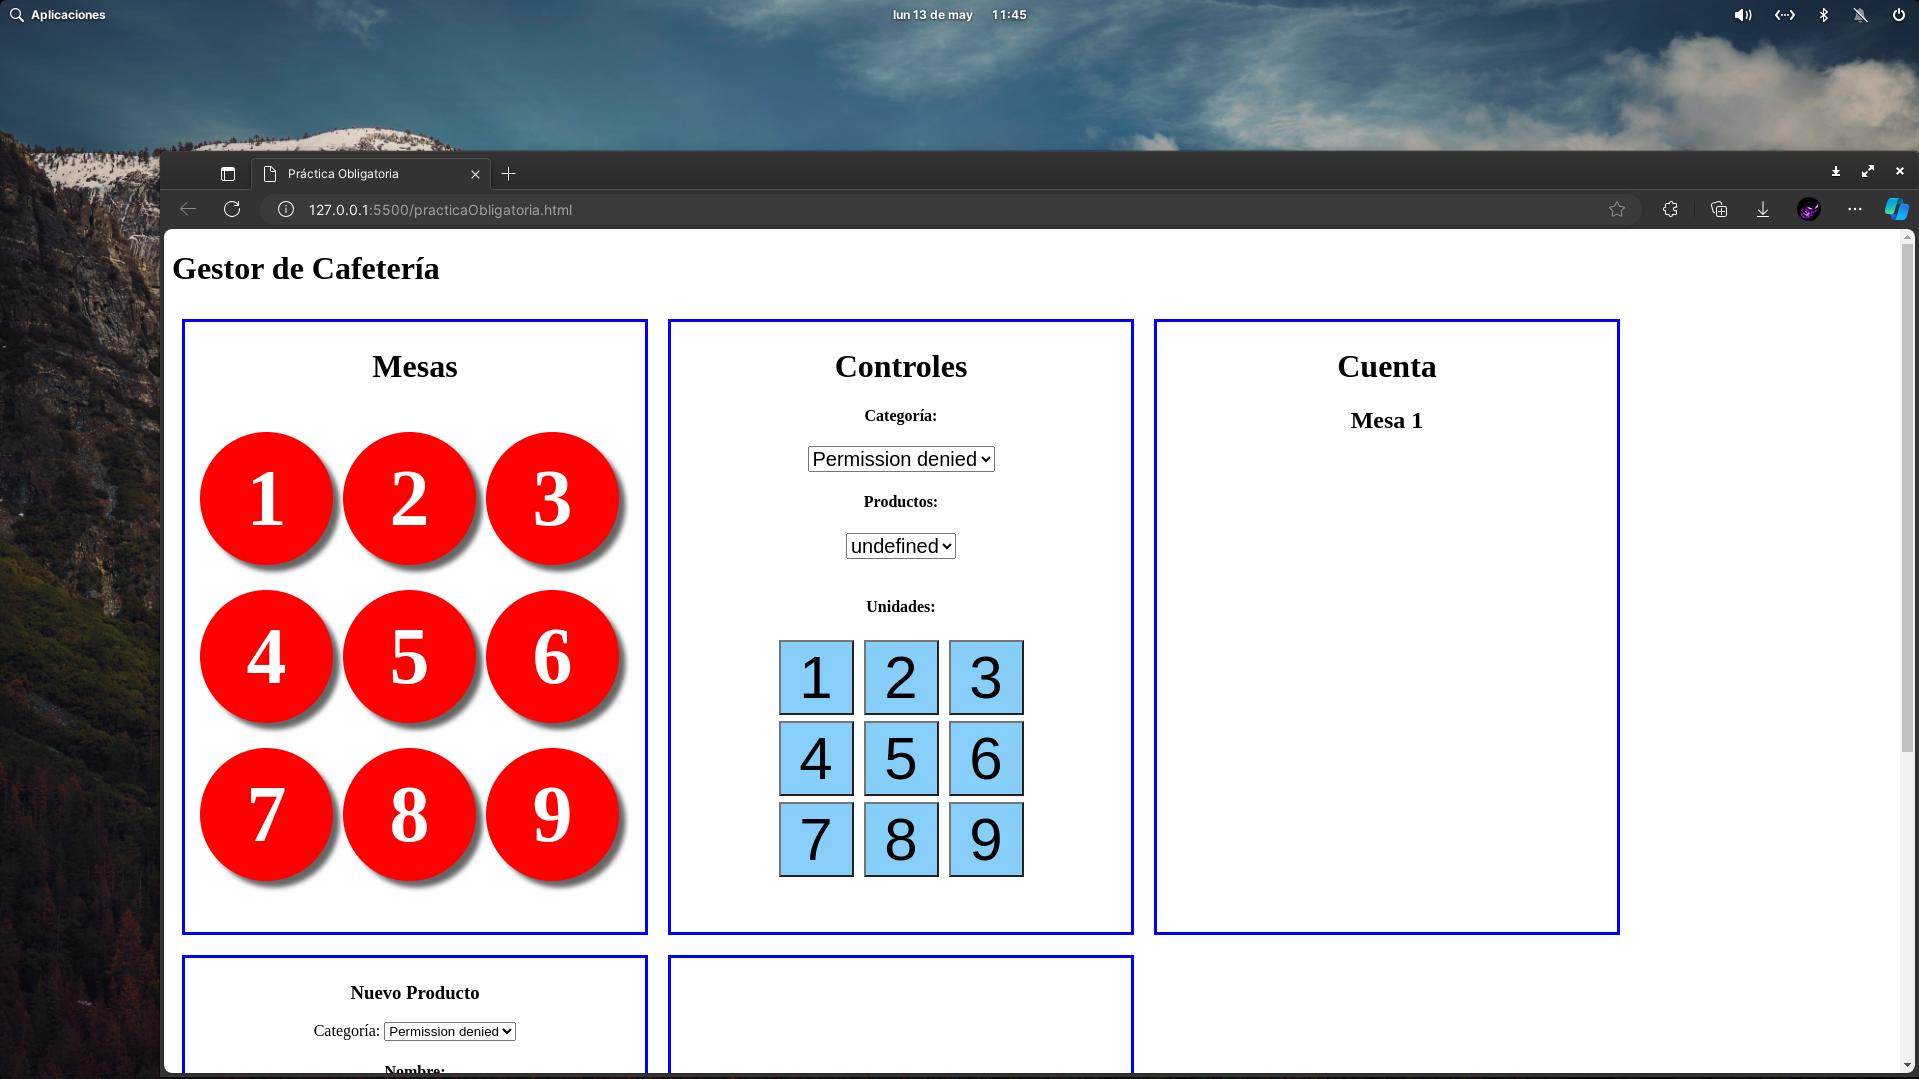 Aplicaciones
lun 13 de may 11:45
Práctica Obligatoria
127.0.0.1:5500/practicaObligatoria.html
Gestor de Cafetería
Mesas
1 2 3
4 5 6
7 8 9
Controles
Categoría:
Permission denied
Productos:
undefined
Unidades:
1 2 3
4 5 6
7 8 9
Cuenta
Mesa 1
Nuevo Producto
Categoría: Permission denied
Nombre: